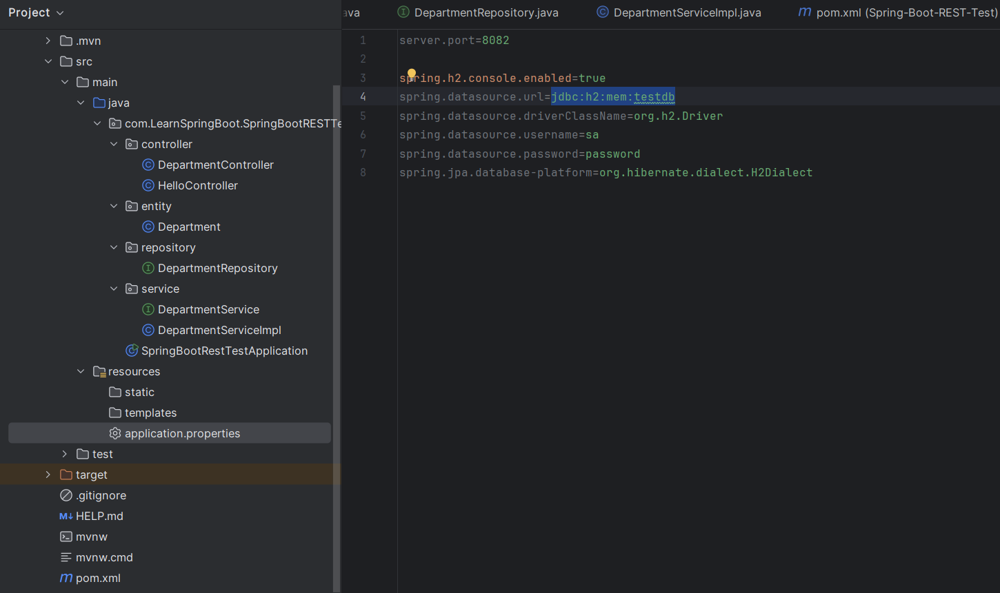 Project
.mvn
src
main
java
com.LearnSpringBoot.SpringBootRESTTe
controller
DepartmentController
HelloController
entity
Department
repository
DepartmentRepository
service
DepartmentService
DepartmentServiceImpl
SpringBootRestTestApplication
resources
static
templates
application.properties
test
target
.gitignore
HELP.md
mvnw
mvnw.cmd
pom.xml
ava DepartmentRepository.java DepartmentServiceImpl.java pom.xml (Spring-Boot-REST-Test)
1 server.port=8082
2
3 spring.h2.console.enabled=true
4 spring.datasource.url=jdbc:h2:mem:testdb
5 spring.datasource.driverClassName=org.h2.Driver
6 spring.datasource.username=sa
7 spring.datasource.password=password
8 spring.jpa.database-platform=org.hibernate.dialect.H2Dialect